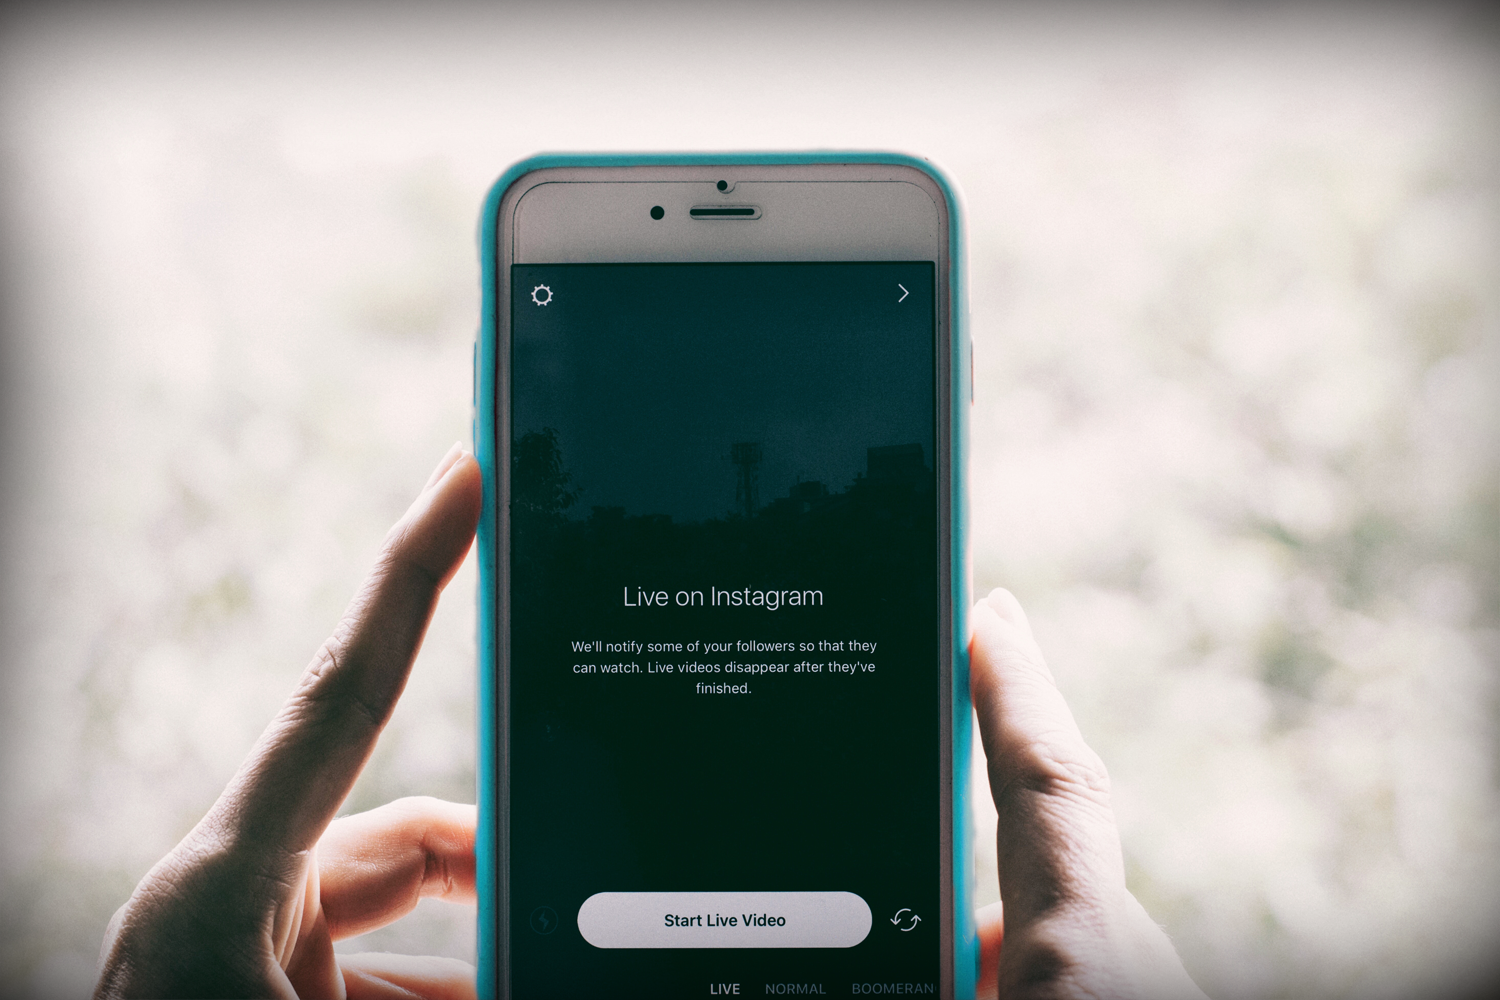 Live on Instagram
We'll notify some of your followers so that they
can watch. Live videos disappear after they've
finished.
Start Live Video
LIVE NORMAL BOOMERAN